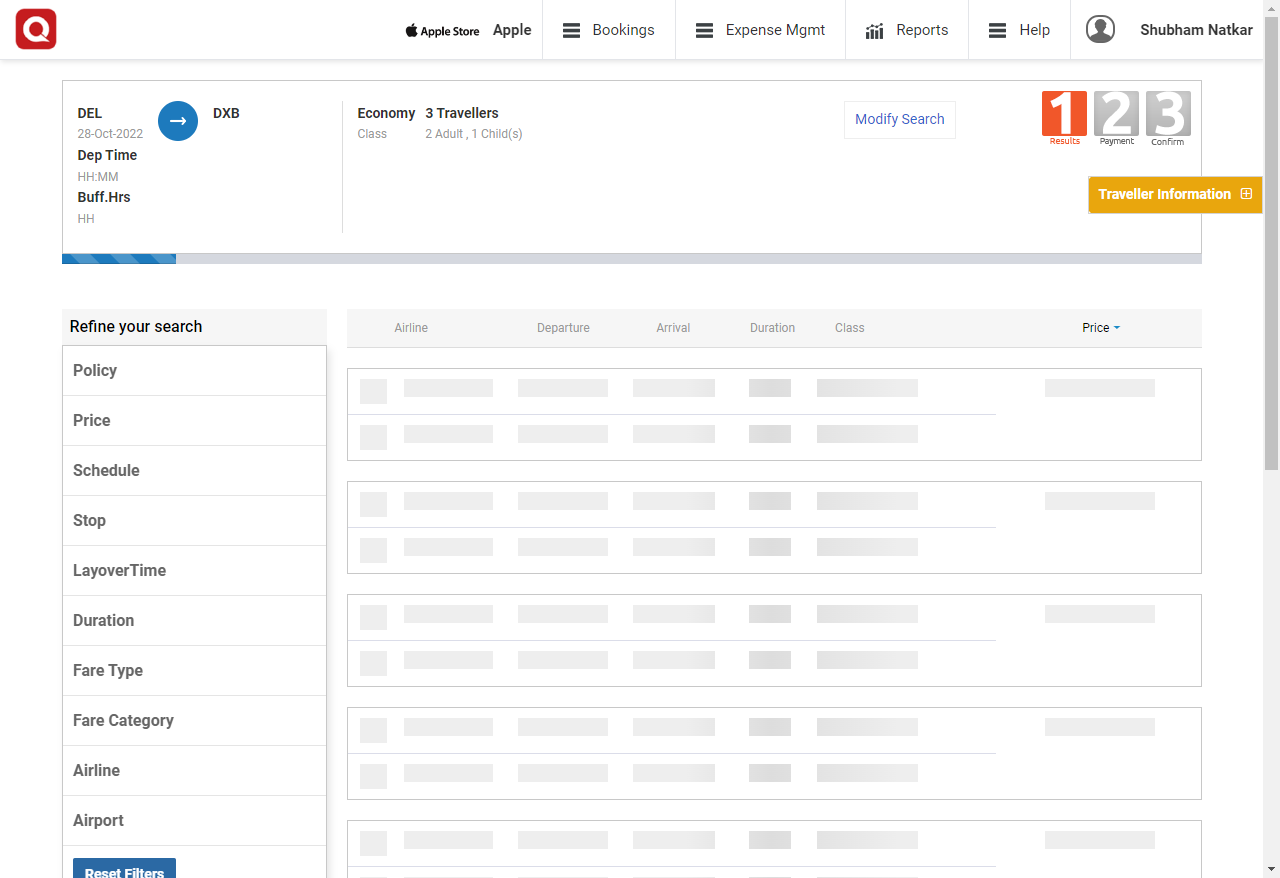 Q
Apple Store Apple Bookings Expense Mgmt Reports Help Shubham Natkar
DEL DXB
28-Oct-2022
Dep Time
HH:MM
Buff.Hrs
HH
Economy 3 Travellers
Class 2 Adult , 1 Child(s)
Modify Search
1 2 3
Results Payment Confirm
Traveller Information
Refine your search
Policy
Price
Schedule
Stop
LayoverTime
Duration
Fare Type
Fare Category
Airline
Airport
Reset Filters
Airline Departure Arrival Duration Class Price